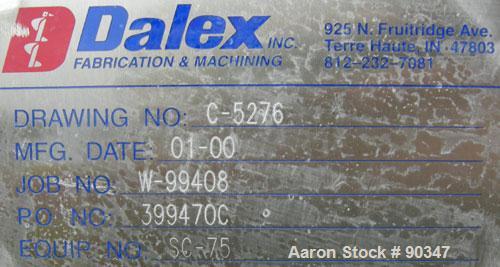 Dalex INC.
FABRICATION & MACHINING
925 N. Fruitridge Ave.
Terre Haute, IN 47803
812-232-7081
DRAWING NO: C-5276
MFG. DATE: 01-00
JOB NO. W-99408
P.O. NO: 399470C
EQUIP NO. SC-75
Aaron Stock # 90347